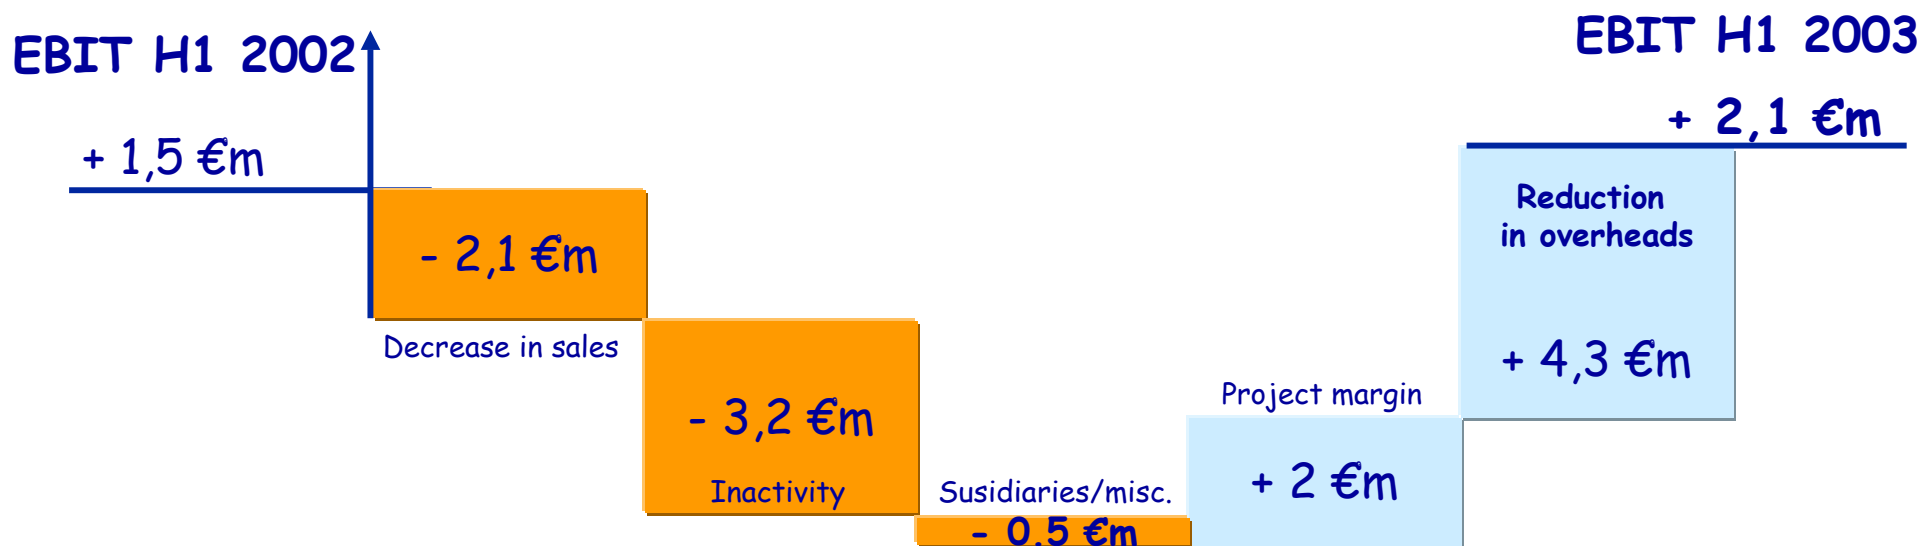 EBIT H1 2002
+ 1,5 €m
EBIT H1 2003
+ 2,1 €m
- 2,1 €m
Decrease in sales
- 3,2 €m
Inactivity
Susidiaries/misc.
- 0,5 €m
Project margin
+ 2 €m
Reduction
in overheads
+ 4,3 €m